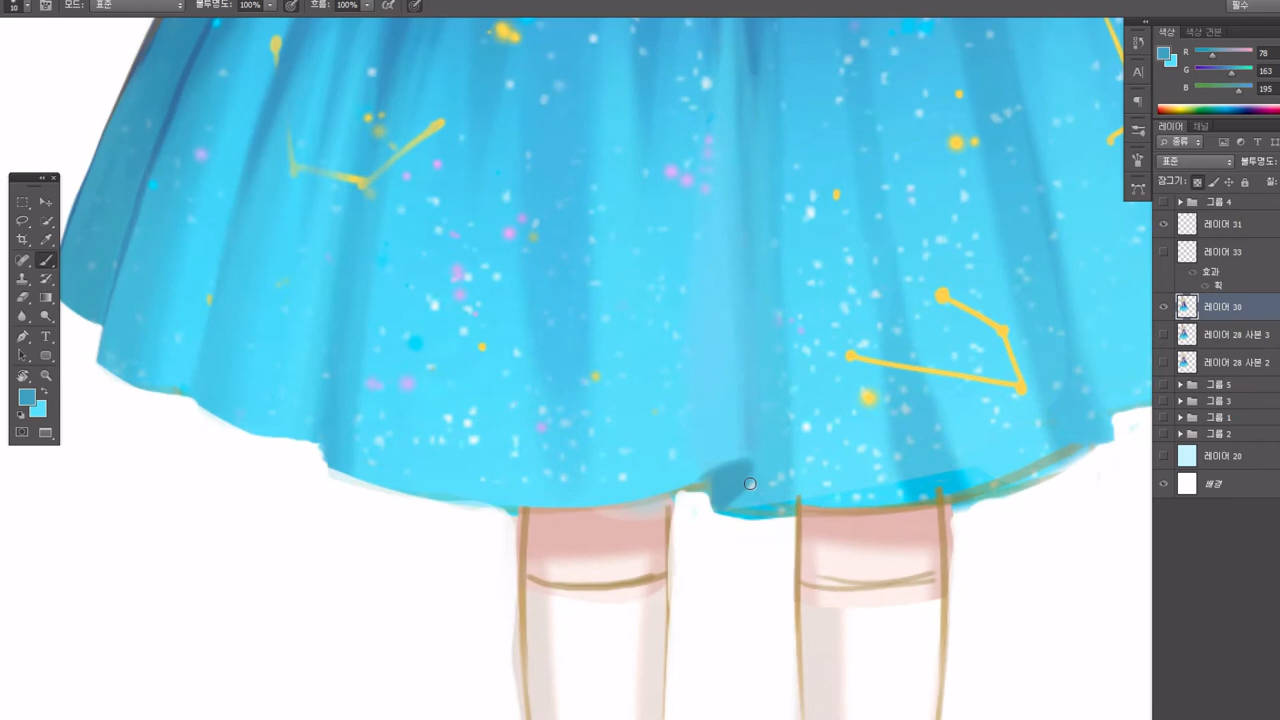 10 모드: 표준 불투명도: 100% 흐름: 100% 필수
색상 색상 견본
R 78
G 163
B 195
레이어 채널
종류
표준 불투명도:
잠그기: 칠:
그룹 4
레이어 31
레이어 33
효과
획
레이어 30
레이어 28 사본 3
레이어 28 사본 2
그룹 5
그룹 3
그룹 1
그룹 2
레이어 20
배경